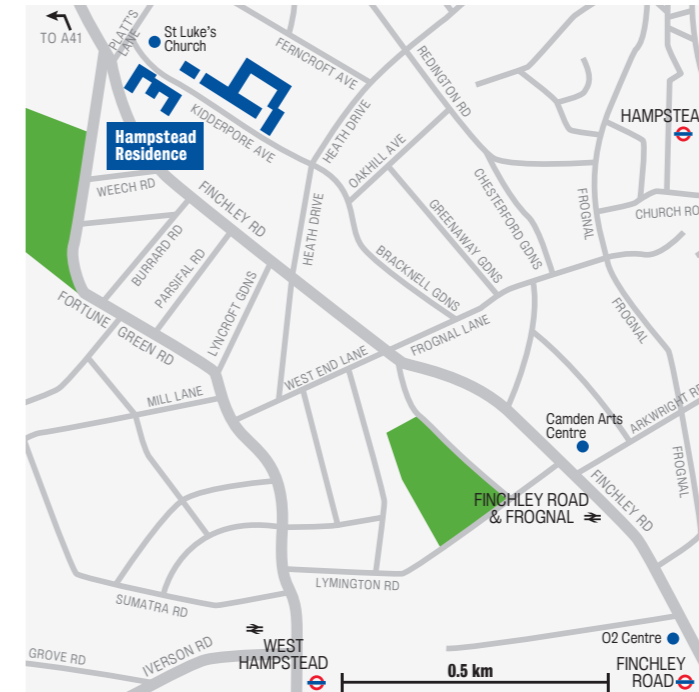 TO A41
PLATT'S
LANE
St Luke's
Church
FERNCROFT AVE
REDINGTON RD
HAMPSTEA
Hampstead
Residence
KIDDERPORE AVE
HEATH DRIVE
OAKHILL AVE
CHESTERFORD GDNS
FROGNAL
WEECH RD
FINCHLEY RD
HEATH DRIVE
GREENAWAY GDNS
CHURCH RO
BURRARD RD
PARSIFAL RD
BRACKNELL GDNS
LYNCROFT GDNS
FORTUNE GREEN RD
FROGNAL
FROGNAL LANE
WEST END LANE
MILL LANE
Camden Arts
Centre
ARKWRIGHT R
FROGNAL
FINCHLEY RD
FINCHLEY ROAD
& FROGNAL
LYMINGTON RD
SUMATRA RD
GROVE RD
IVERSON RD
WEST
HAMPSTEAD
0.5 km
O2 Centre
FINCHLEY
ROAD